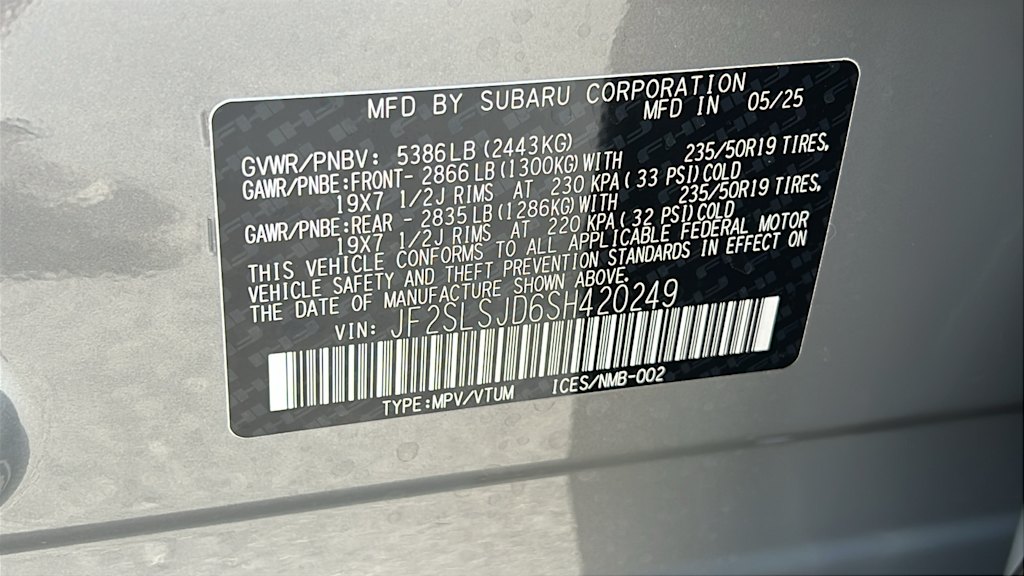 MFD BY SUBARU CORPORATION
MFD IN 05/25
GVWR/PNBV: 5386LB(2443KG)
GAWR/PNBE:FRONT- 2866LB(1300KG)WITH 235/50R19 TIRES,
19X7 1/2J RIMS AT 230 KPA( 33 PSI)COLD
GAWR/PNBE:REAR - 2835LB(1286KG)WITH 235/50R19 TIRES,
19X7 1/2J RIMS AT 220 KPA( 32 PSI)COLD
THIS VEHICLE CONFORMS TO ALL APPLICABLE FEDERAL MOTOR
VEHICLE SAFETY AND THEFT PREVENTION STANDARDS IN EFFECT ON
THE DATE OF MANUFACTURE SHOWN ABOVE.
VIN: JF2SLSJD6SH420249
TYPE:MPV/VTUM ICES/NMB-002